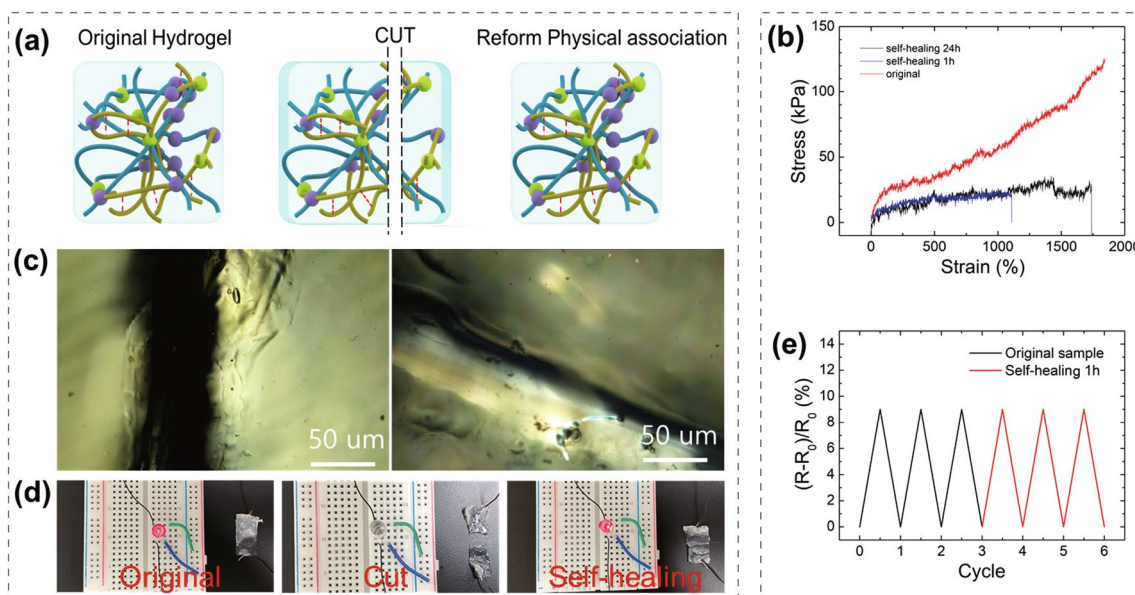 (a)
Original Hydrogel
CUT
Reform Physical association
(b)
Stress (kPa)
150
100
50
0
self-healing 24h
self-healing 1h
original
0
500
1000
1500
2000
Strain (%)
(c)
50 um
50 um
(d)
Original
Cut
Self-healing
(e)
(R-R0)/R0 (%)
14
12
10
8
6
4
2
0
Original sample
Self-healing 1h
0
1
2
3
4
5
6
Cycle